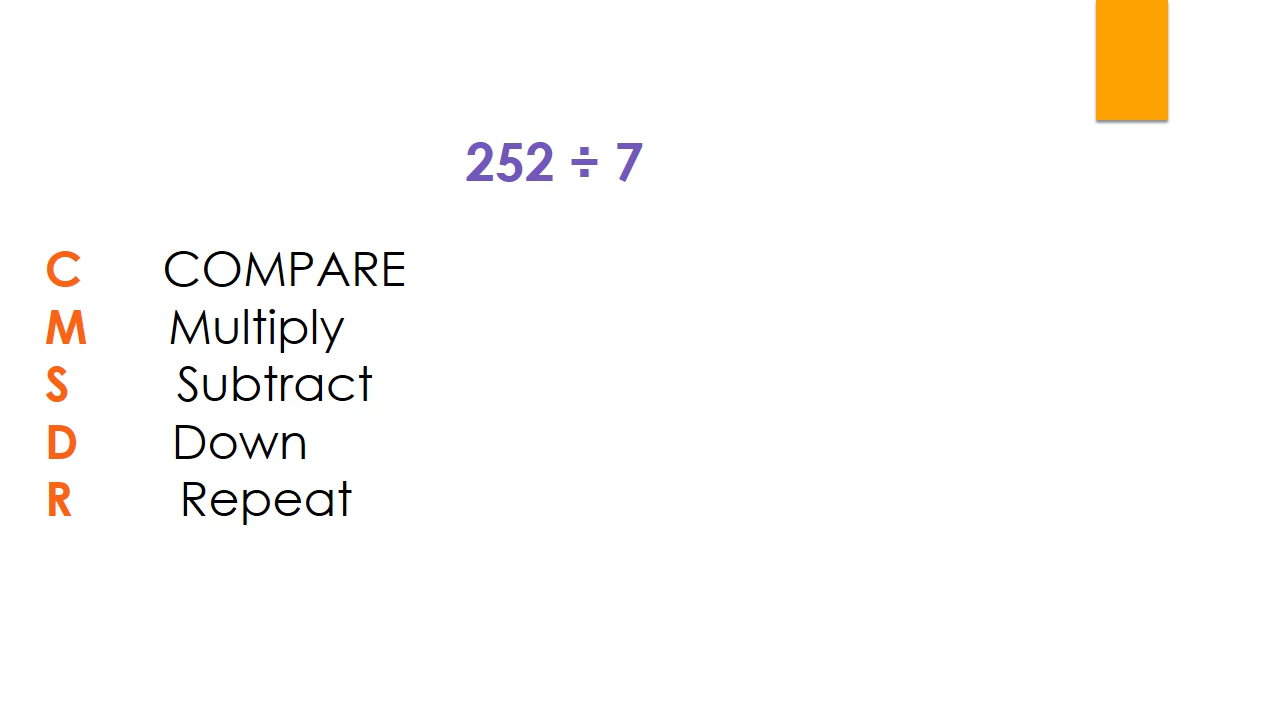 252 ÷ 7
C COMPARE
M Multiply
S Subtract
D Down
R Repeat